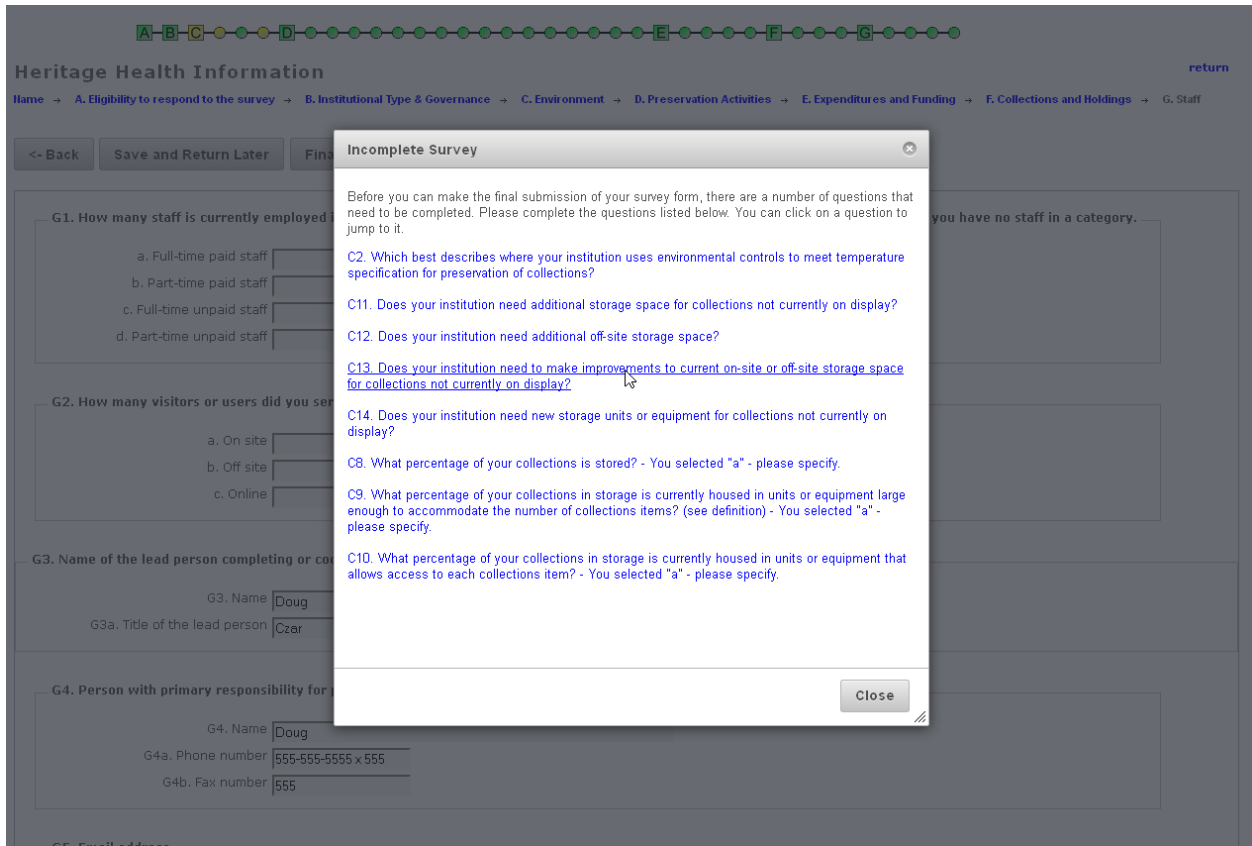 A B C D E F G
Heritage Health Information
return
Name → A. Eligibility to respond to the survey → B. Institutional Type & Governance → C. Environment → D. Preservation Activities → E. Expenditures and Funding → F. Collections and Holdings → G. Staff
<- Back Save and Return Later Fina
Incomplete Survey
Before you can make the final submission of your survey form, there are a number of questions that
need to be completed. Please complete the questions listed below. You can click on a question to
jump to it.
C2. Which best describes where your institution uses environmental controls to meet temperature
specification for preservation of collections?
C11. Does your institution need additional storage space for collections not currently on display?
C12. Does your institution need additional off-site storage space?
C13. Does your institution need to make improvements to current on-site or off-site storage space
for collections not currently on display?
C14. Does your institution need new storage units or equipment for collections not currently on
display?
C8. What percentage of your collections is stored? - You selected "a" - please specify.
C9. What percentage of your collections in storage is currently housed in units or equipment large
enough to accommodate the number of collections items? (see definition) - You selected "a" -
please specify.
C10. What percentage of your collections in storage is currently housed in units or equipment that
allows access to each collections item? - You selected "a" - please specify.
Close
G1. How many staff is currently employed i you have no staff in a category.
a. Full-time paid staff
b. Part-time paid staff
c. Full-time unpaid staff
d. Part-time unpaid staff
G2. How many visitors or users did you ser
a. On site
b. Off site
c. Online
G3. Name of the lead person completing or coo
G3. Name Doug
G3a. Title of the lead person Czar
G4. Person with primary responsibility for
G4. Name Doug
G4a. Phone number 555-555-5555 x 555
G4b. Fax number 555
G5. Email address